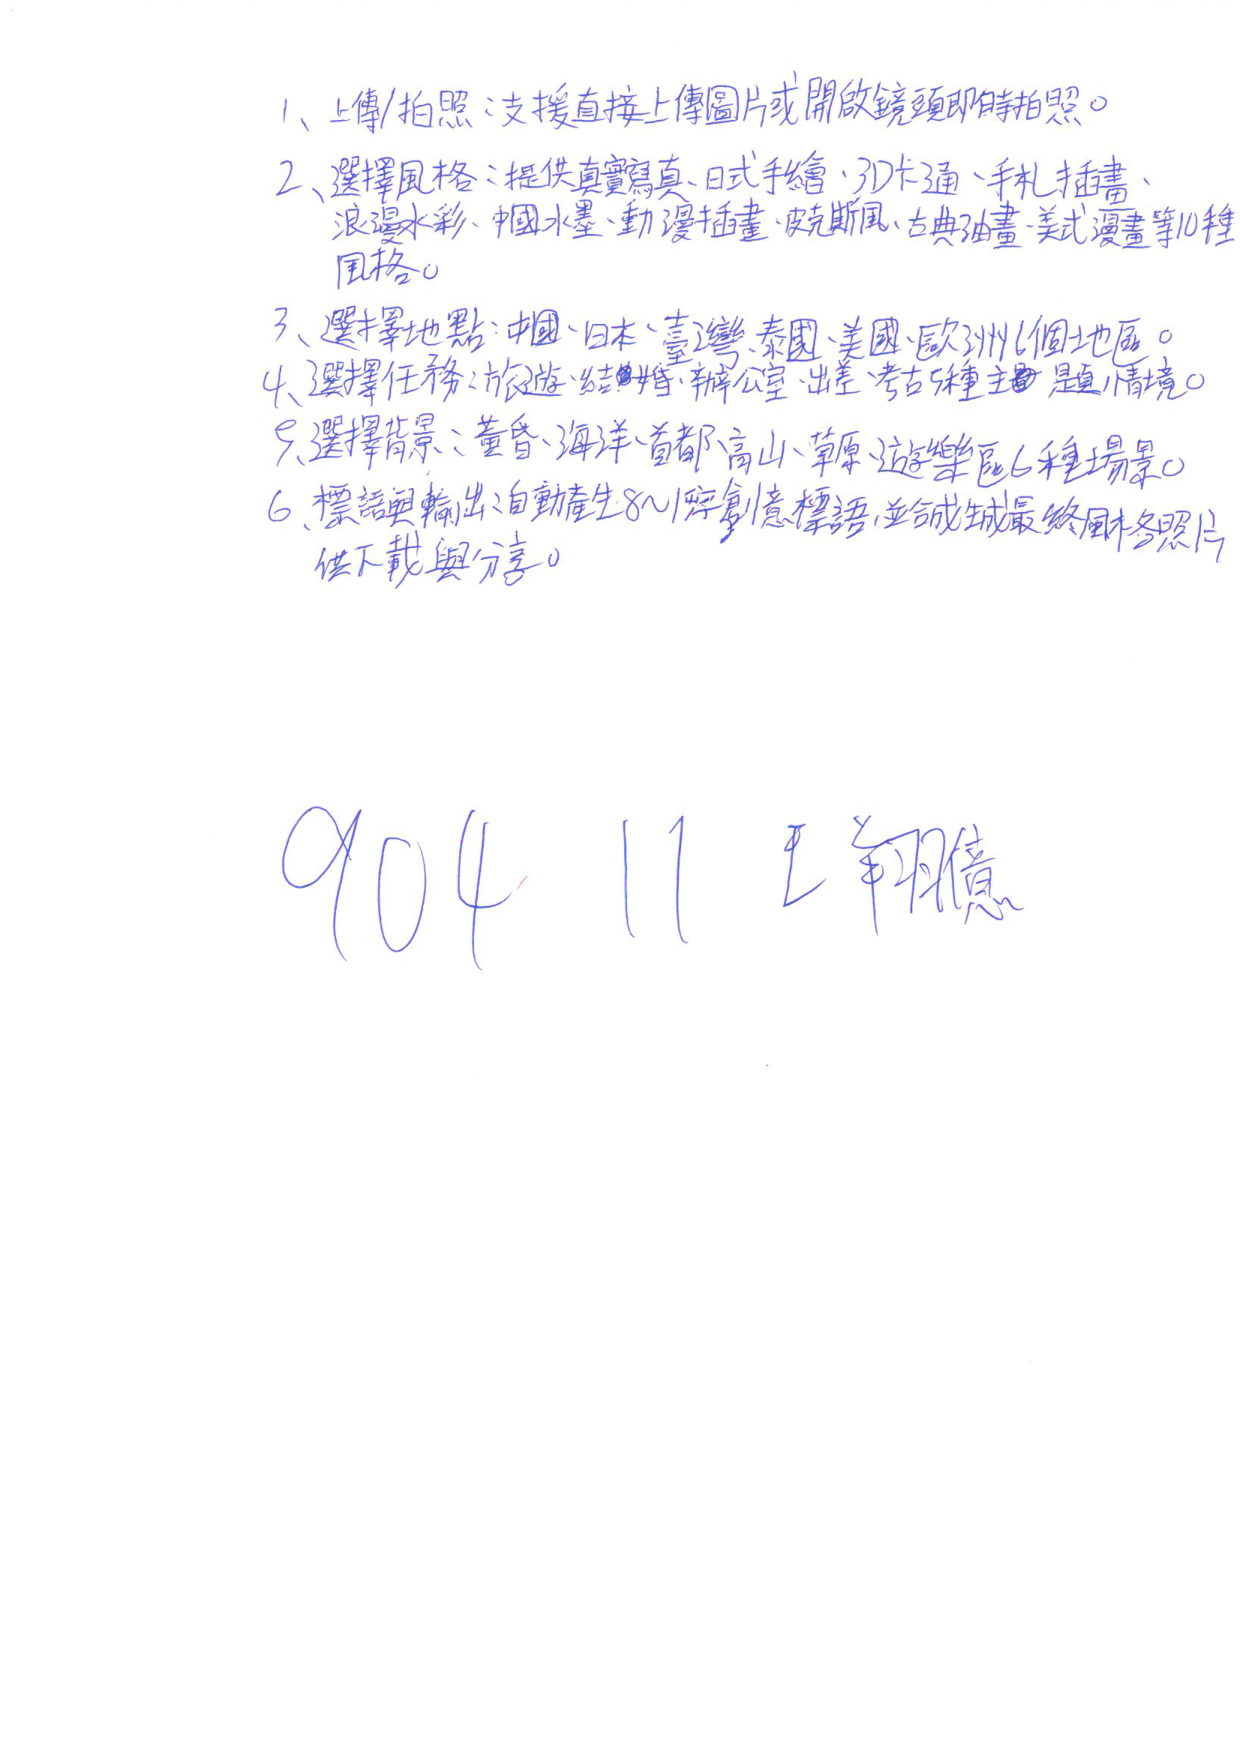 1、上傳/拍照：支援直接上傳圖片或開啟鏡頭即時拍照。
2、選擇風格：提供真實寫真、日式手繪、3D卡通、手札插畫、
浪漫水彩、中國水墨、動漫插畫、皮克斯風、古典油畫、美式漫畫等10種
風格。
3、選擇地點：中國、日本、臺灣、泰國、美國、歐洲6個地區。
4、選擇任務：旅遊、結婚、辦公室、出差、考古5種主題情境。
5、選擇背景：黃昏、海洋、首都、高山、草原、遊樂區6種場景。
6、標語與輸出：自動產生8~1字創意標語，並合成生成最終風格照片
供下載與分享。
904 11 王翔億